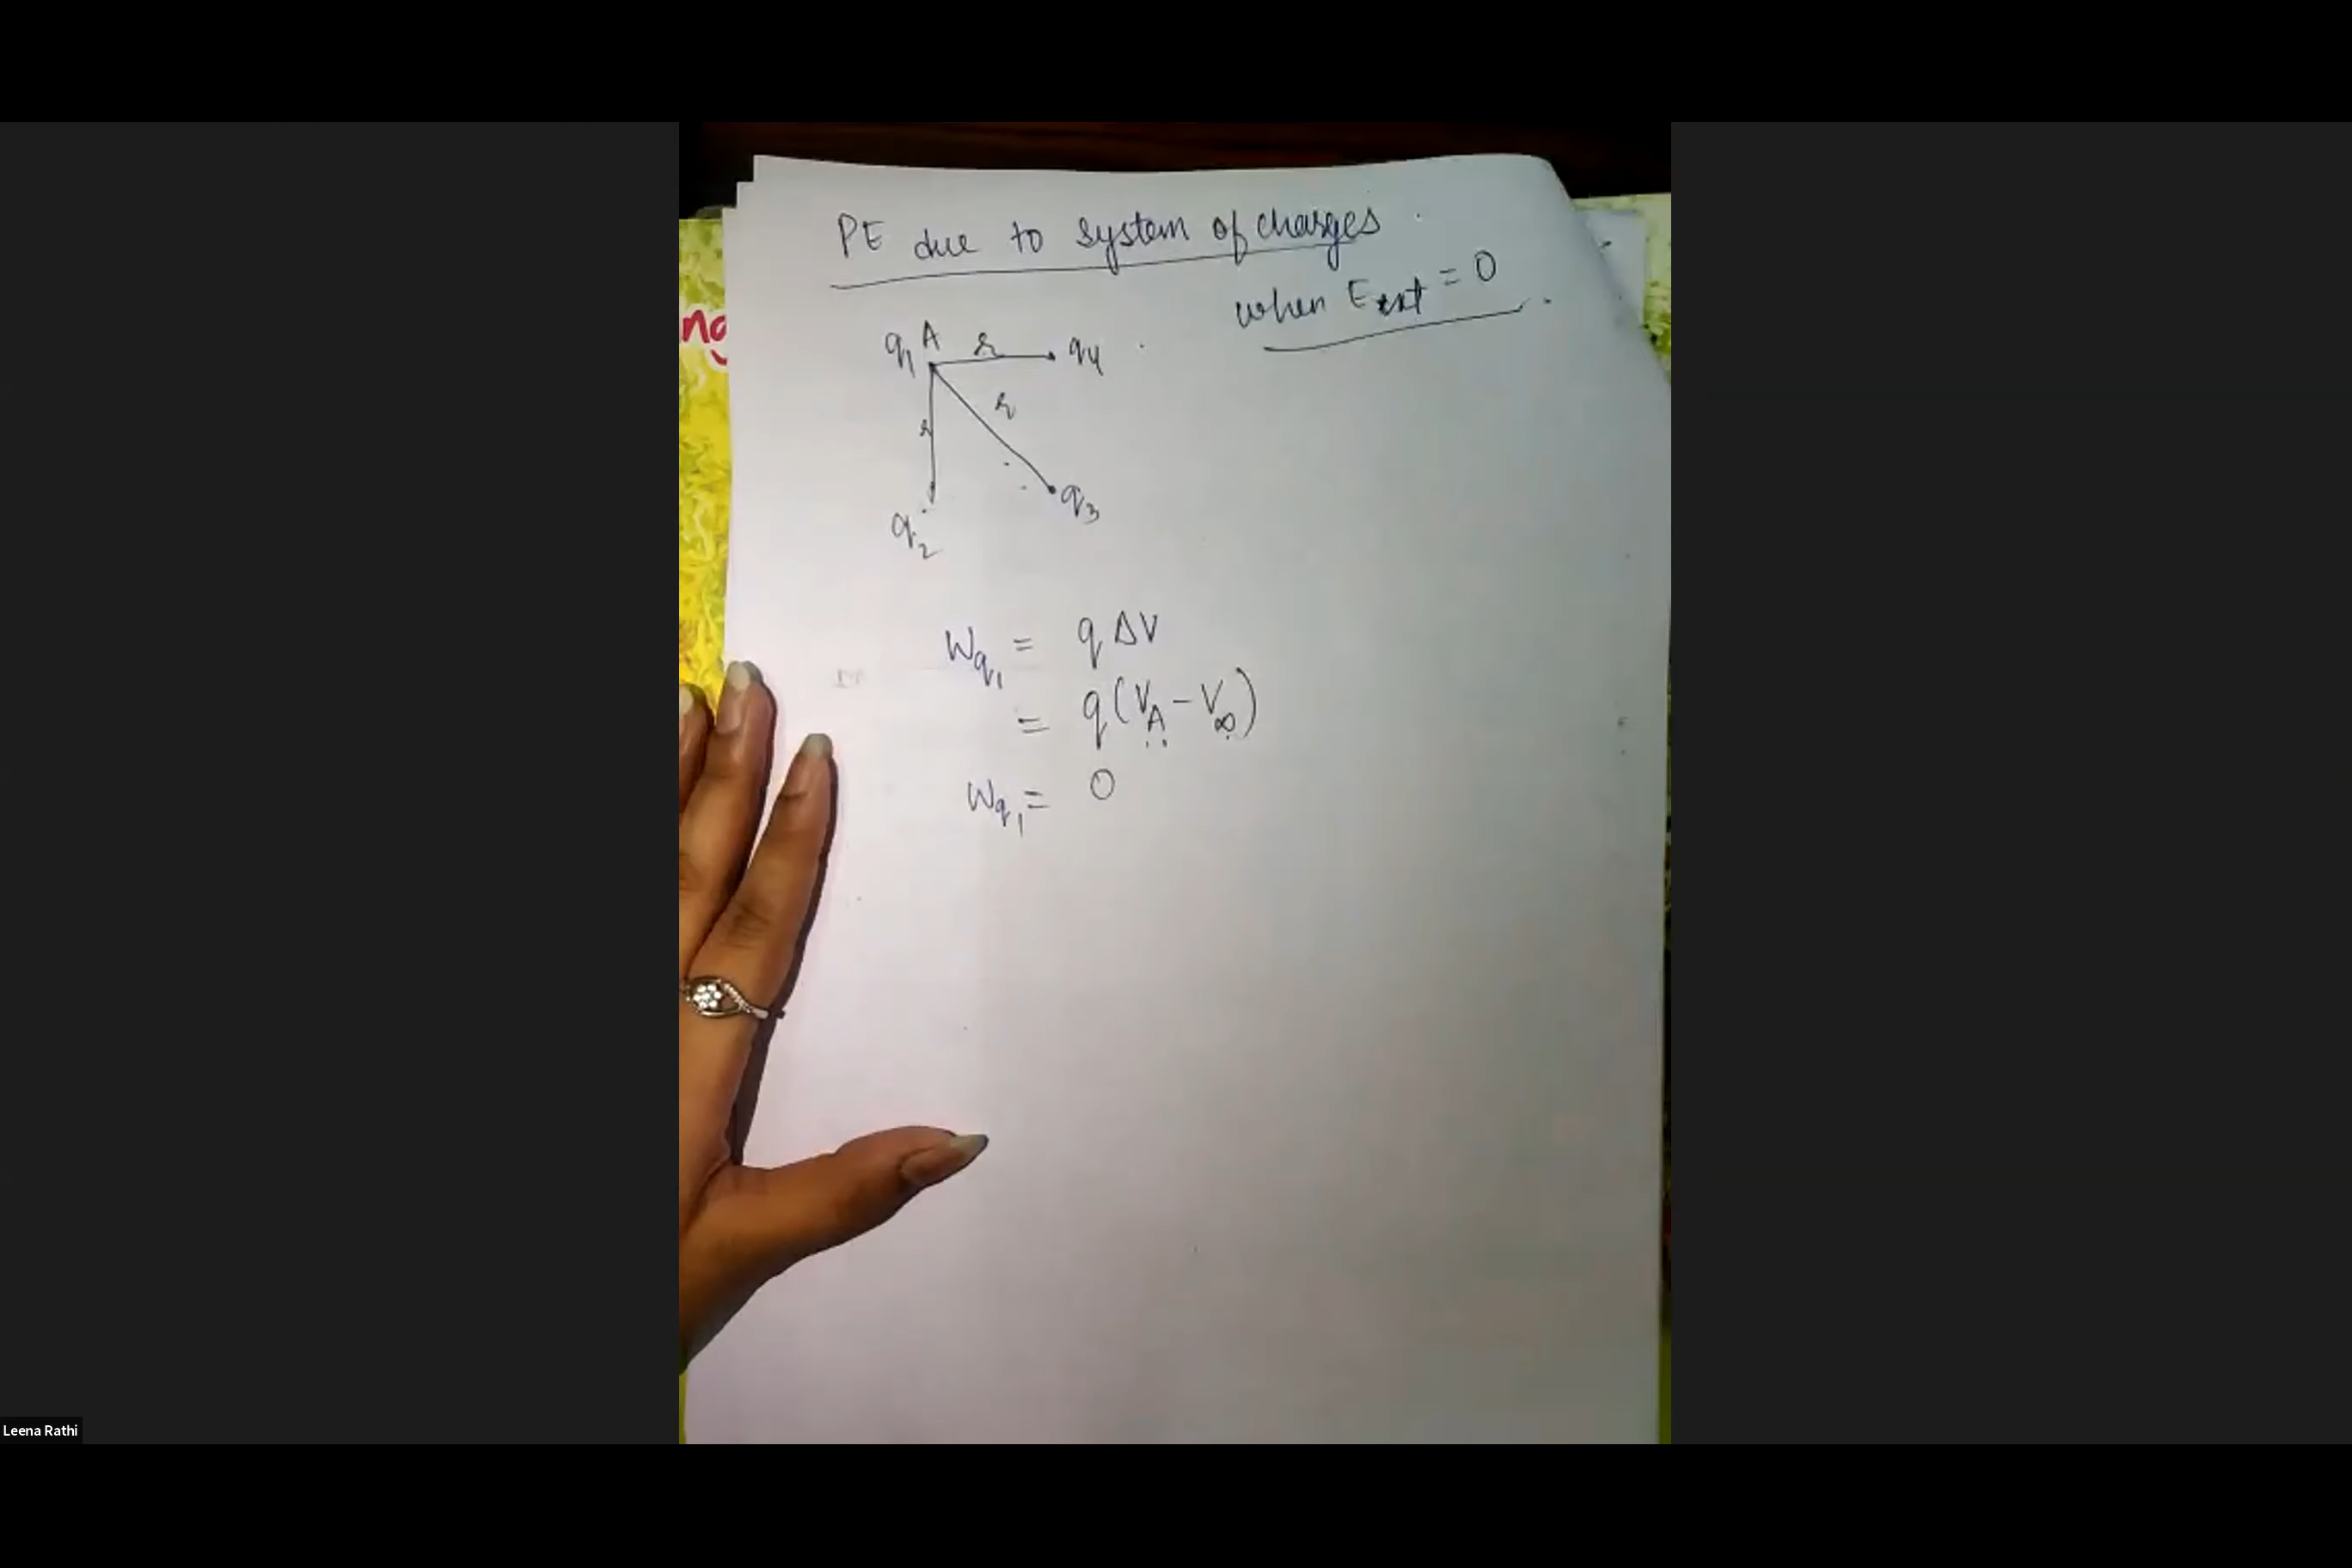 PE due to system of charges.
when Eext = 0
q1 A r q4
r
r
q3
q2
Wq1 = qΔV
= q(VA - V∞)
Wq1 = 0
Leena Rathi